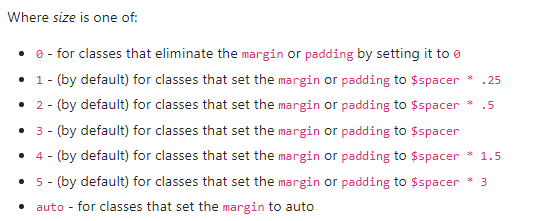 Where size is one of:
• 0 - for classes that eliminate the margin or padding by setting it to 0
• 1 - (by default) for classes that set the margin or padding to $spacer * .25
• 2 - (by default) for classes that set the margin or padding to $spacer * .5
• 3 - (by default) for classes that set the margin or padding to $spacer
• 4 - (by default) for classes that set the margin or padding to $spacer * 1.5
• 5 - (by default) for classes that set the margin or padding to $spacer * 3
• auto - for classes that set the margin to auto